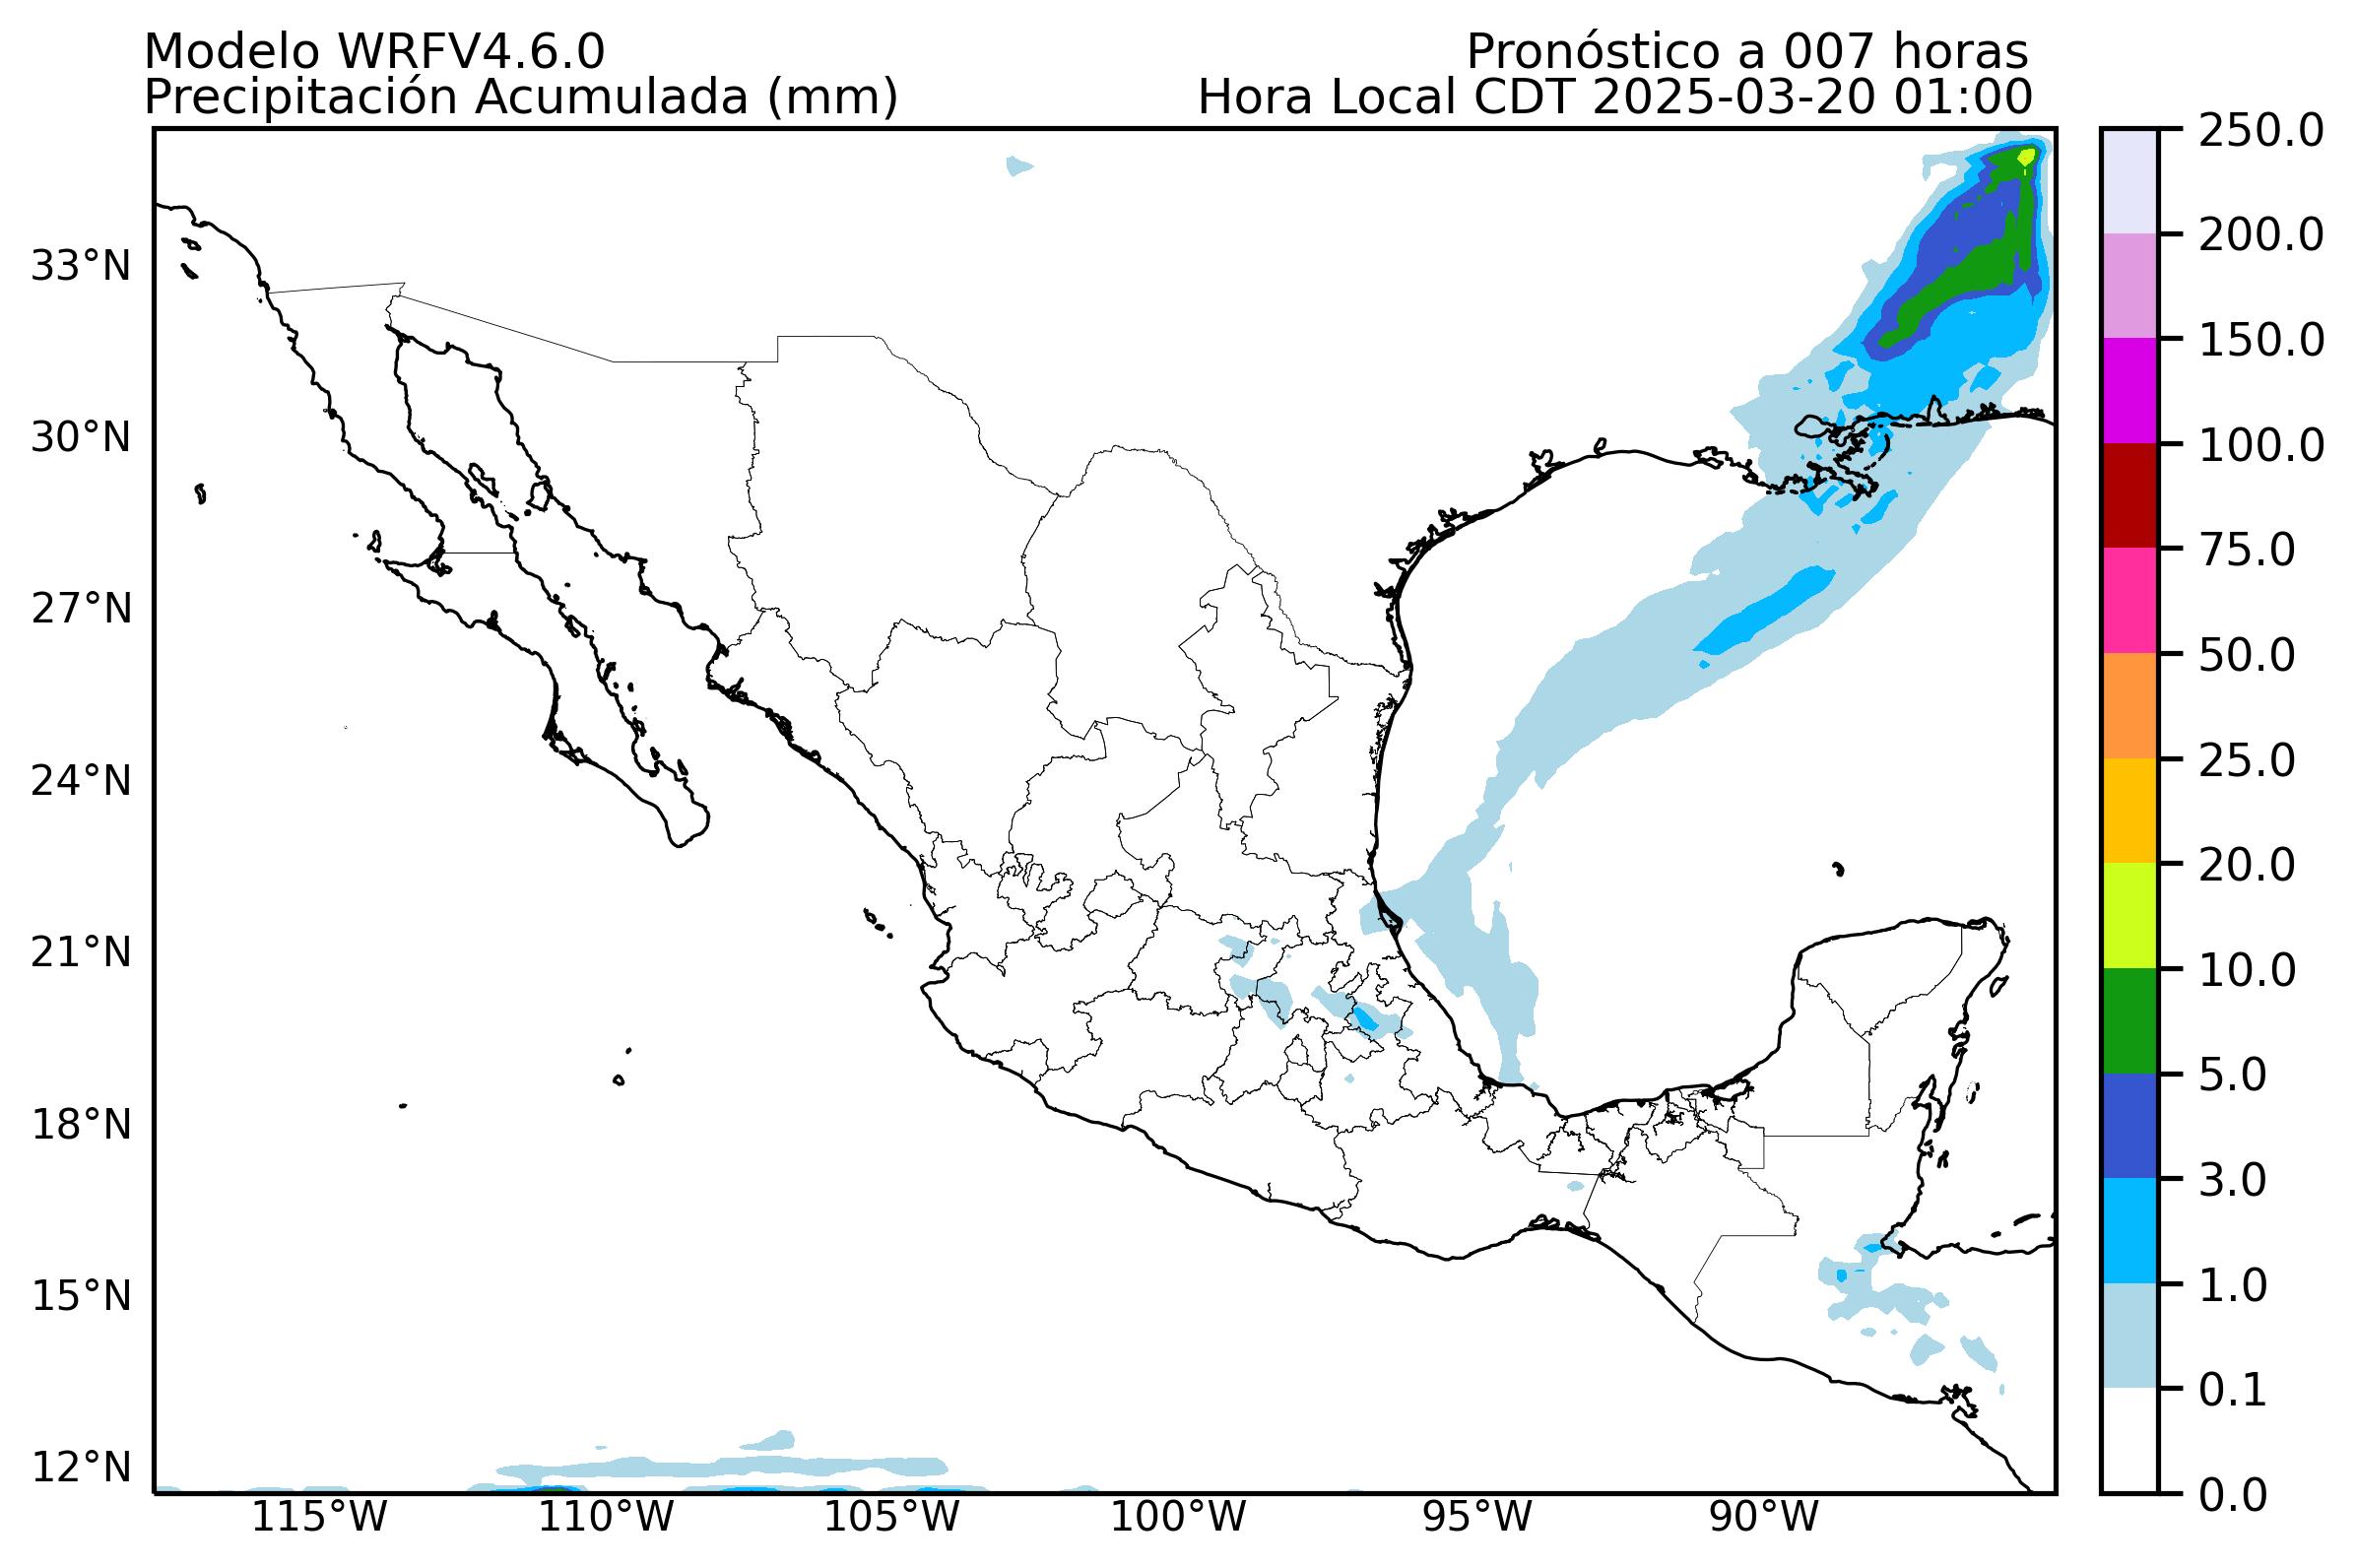 Modelo WRFV4.6.0
Pronóstico a 007 horas
Precipitación Acumulada (mm)
Hora Local CDT 2025-03-20 01:00
33°N
30°N
27°N
24°N
21°N
18°N
15°N
12°N
115°W
110°W
105°W
100°W
95°W
90°W
250.0
200.0
150.0
100.0
75.0
50.0
25.0
20.0
10.0
5.0
3.0
1.0
0.1
0.0